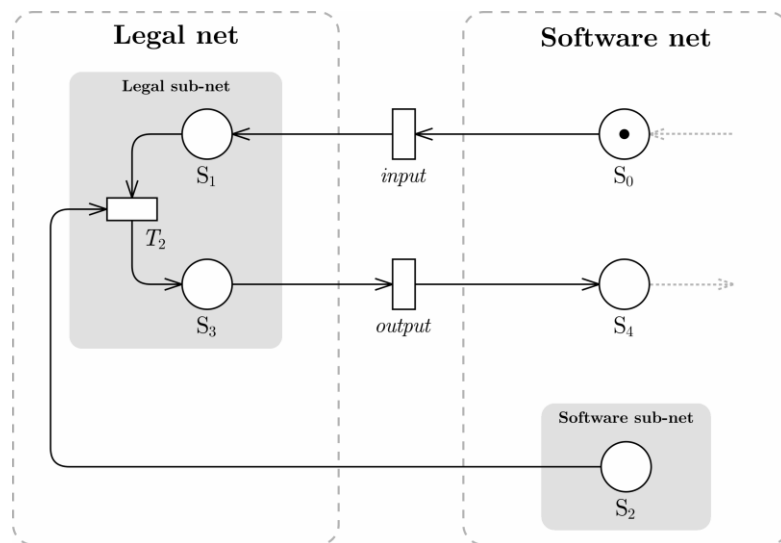 Legal net
Software net
Legal sub-net
S₁
input
S₀
T₂
S₃
output
S₄
Software sub-net
S₂